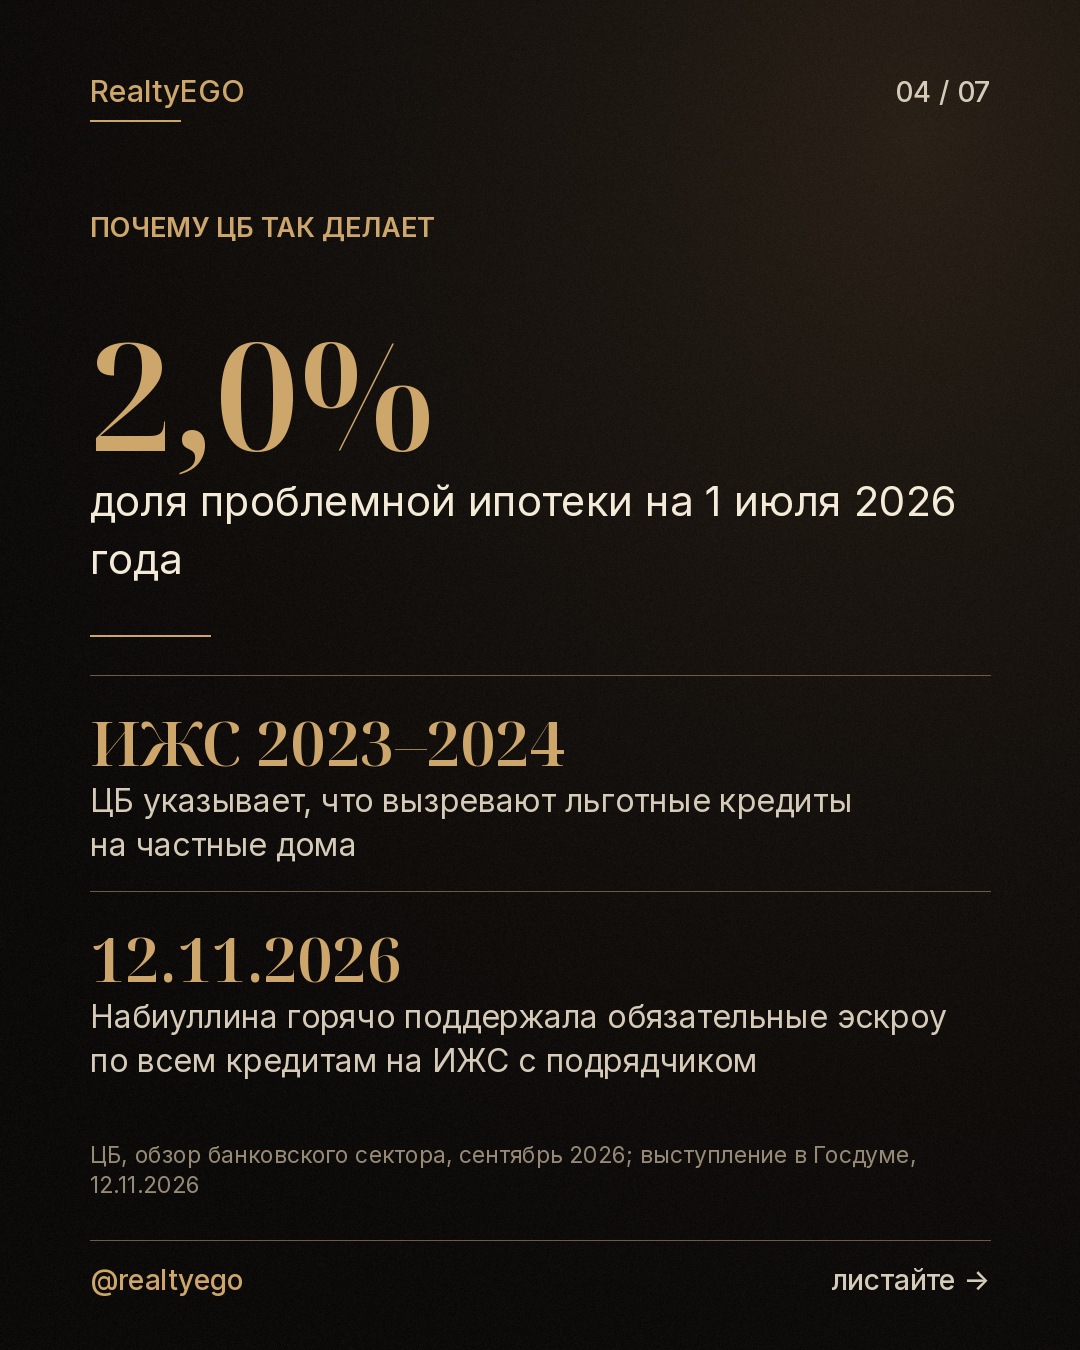 RealtyEGO
04 / 07
ПОЧЕМУ ЦБ ТАК ДЕЛАЕТ
2,0%
доля проблемной ипотеки на 1 июля 2026
года
ИЖС 2023–2024
ЦБ указывает, что вызревают льготные кредиты
на частные дома
12.11.2026
Набиуллина горячо поддержала обязательные эскроу
по всем кредитам на ИЖС с подрядчиком
ЦБ, обзор банковского сектора, сентябрь 2026; выступление в Госдуме,
12.11.2026
@realtyego
листайте →